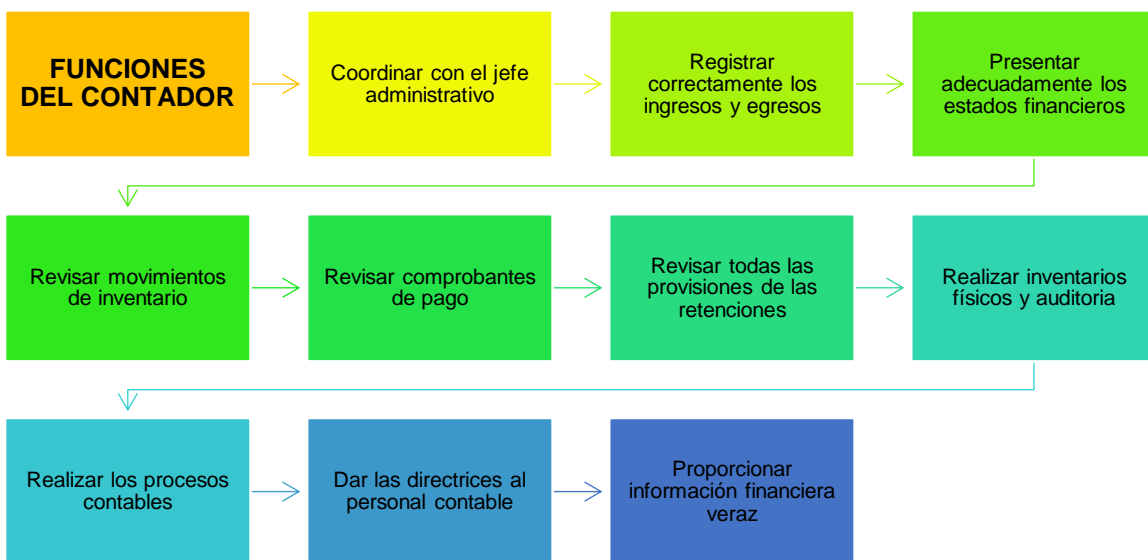 FUNCIONES
DEL CONTADOR
Coordinar con el jefe
administrativo
Registrar
correctamente los
ingresos y egresos
Presentar
adecuadamente los
estados financieros
Revisar movimientos
de inventario
Revisar comprobantes
de pago
Revisar todas las
provisiones de las
retenciones
Realizar inventarios
físicos y auditoria
Realizar los procesos
contables
Dar las directrices al
personal contable
Proporcionar
información financiera
veraz